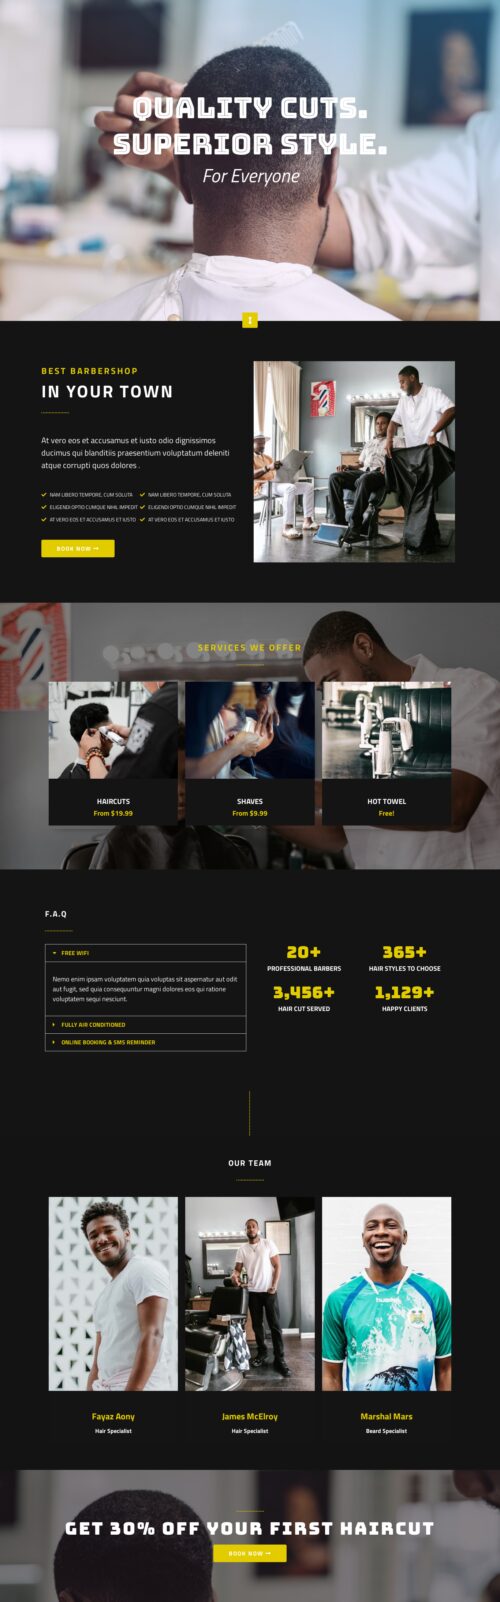 QUALITY CUTS.
SUPERIOR STYLE.
For Everyone
BEST BARBERSHOP
IN YOUR TOWN
At vero eos et accusamus et iusto odio dignissimos
ducimus qui blanditiis praesentium voluptatum deleniti
atque corrupti quos dolores .
NAM LIBERO TEMPORE, CUM SOLUTA
NAM LIBERO TEMPORE, CUM SOLUTA
ELIGENDI OPTIO CUMQUE NIHIL IMPEDIT
ELIGENDI OPTIO CUMQUE NIHIL IMPEDIT
AT VERO EOS ET ACCUSAMUS ET IUSTO
AT VERO EOS ET ACCUSAMUS ET IUSTO
BOOK NOW
SERVICES WE OFFER
HAIRCUTS
From $19.99
SHAVES
From $9.99
HOT TOWEL
Free!
F.A.Q
FREE WIFI
Nemo enim ipsam voluptatem quia voluptas sit aspernatur aut odit
aut fugit, sed quia consequuntur magni dolores eos qui ratione
voluptatem sequi nesciunt.
FULLY AIR CONDITIONED
ONLINE BOOKING & SMS REMINDER
20+
PROFESSIONAL BARBERS
365+
HAIR STYLES TO CHOOSE
3,456+
HAIR CUT SERVED
1,129+
HAPPY CLIENTS
OUR TEAM
hummel
Fayaz Aony
Hair Specialist
James McElroy
Hair Specialist
Marshal Mars
Beard Specialist
GET 30% OFF YOUR FIRST HAIRCUT
BOOK NOW